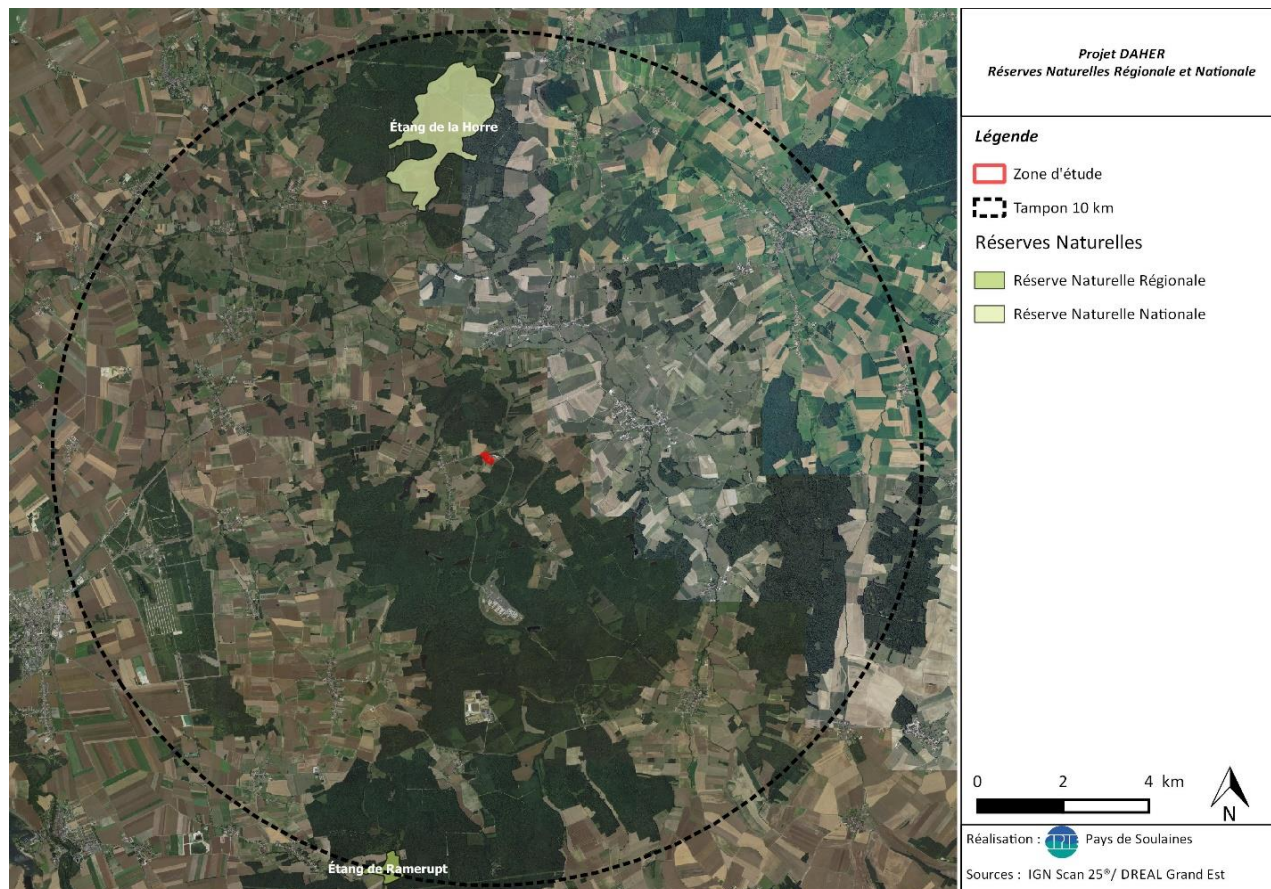 Projet DAHER
Réserves Naturelles Régionale et Nationale
Légende
Zone d'étude
Tampon 10 km
Réserves Naturelles
Réserve Naturelle Régionale
Réserve Naturelle Nationale
Étang de la Horre
Étang de Ramerupt
0 2 4 km
N
Réalisation : CPIE Pays de Soulaines
Sources : IGN Scan 25®/ DREAL Grand Est